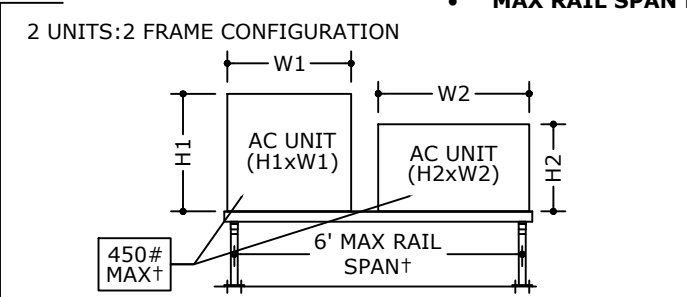 • MAX RAIL SPAN
2 UNITS:2 FRAME CONFIGURATION
W1
W2
H1
AC UNIT
(H1xW1)
AC UNIT
(H2xW2)
H2
450#
MAX†
6' MAX RAIL
SPAN†